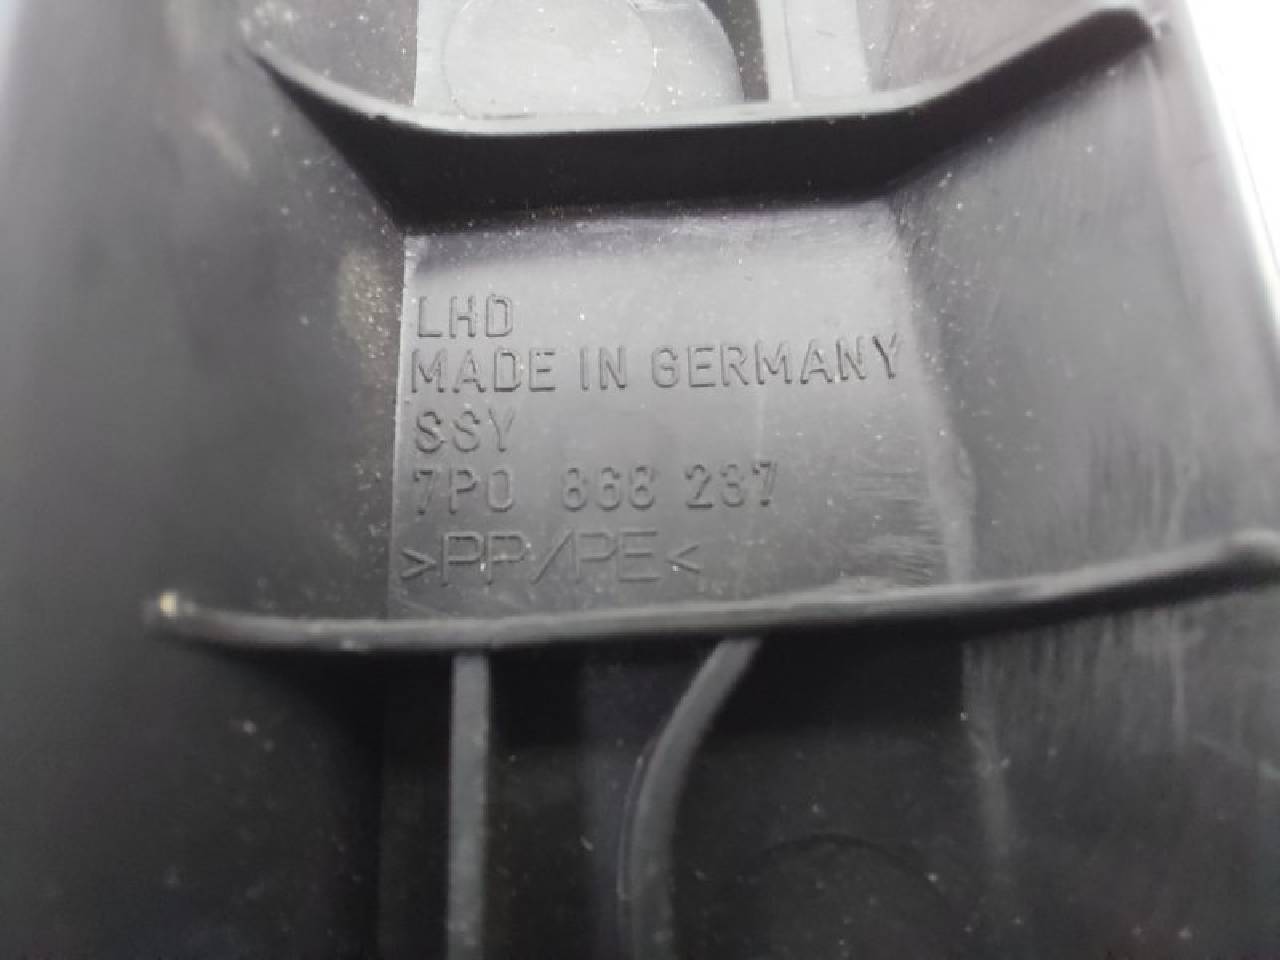 LHD
MADE IN GERMANY
SSY
7P0 868 237
>PP/PE<